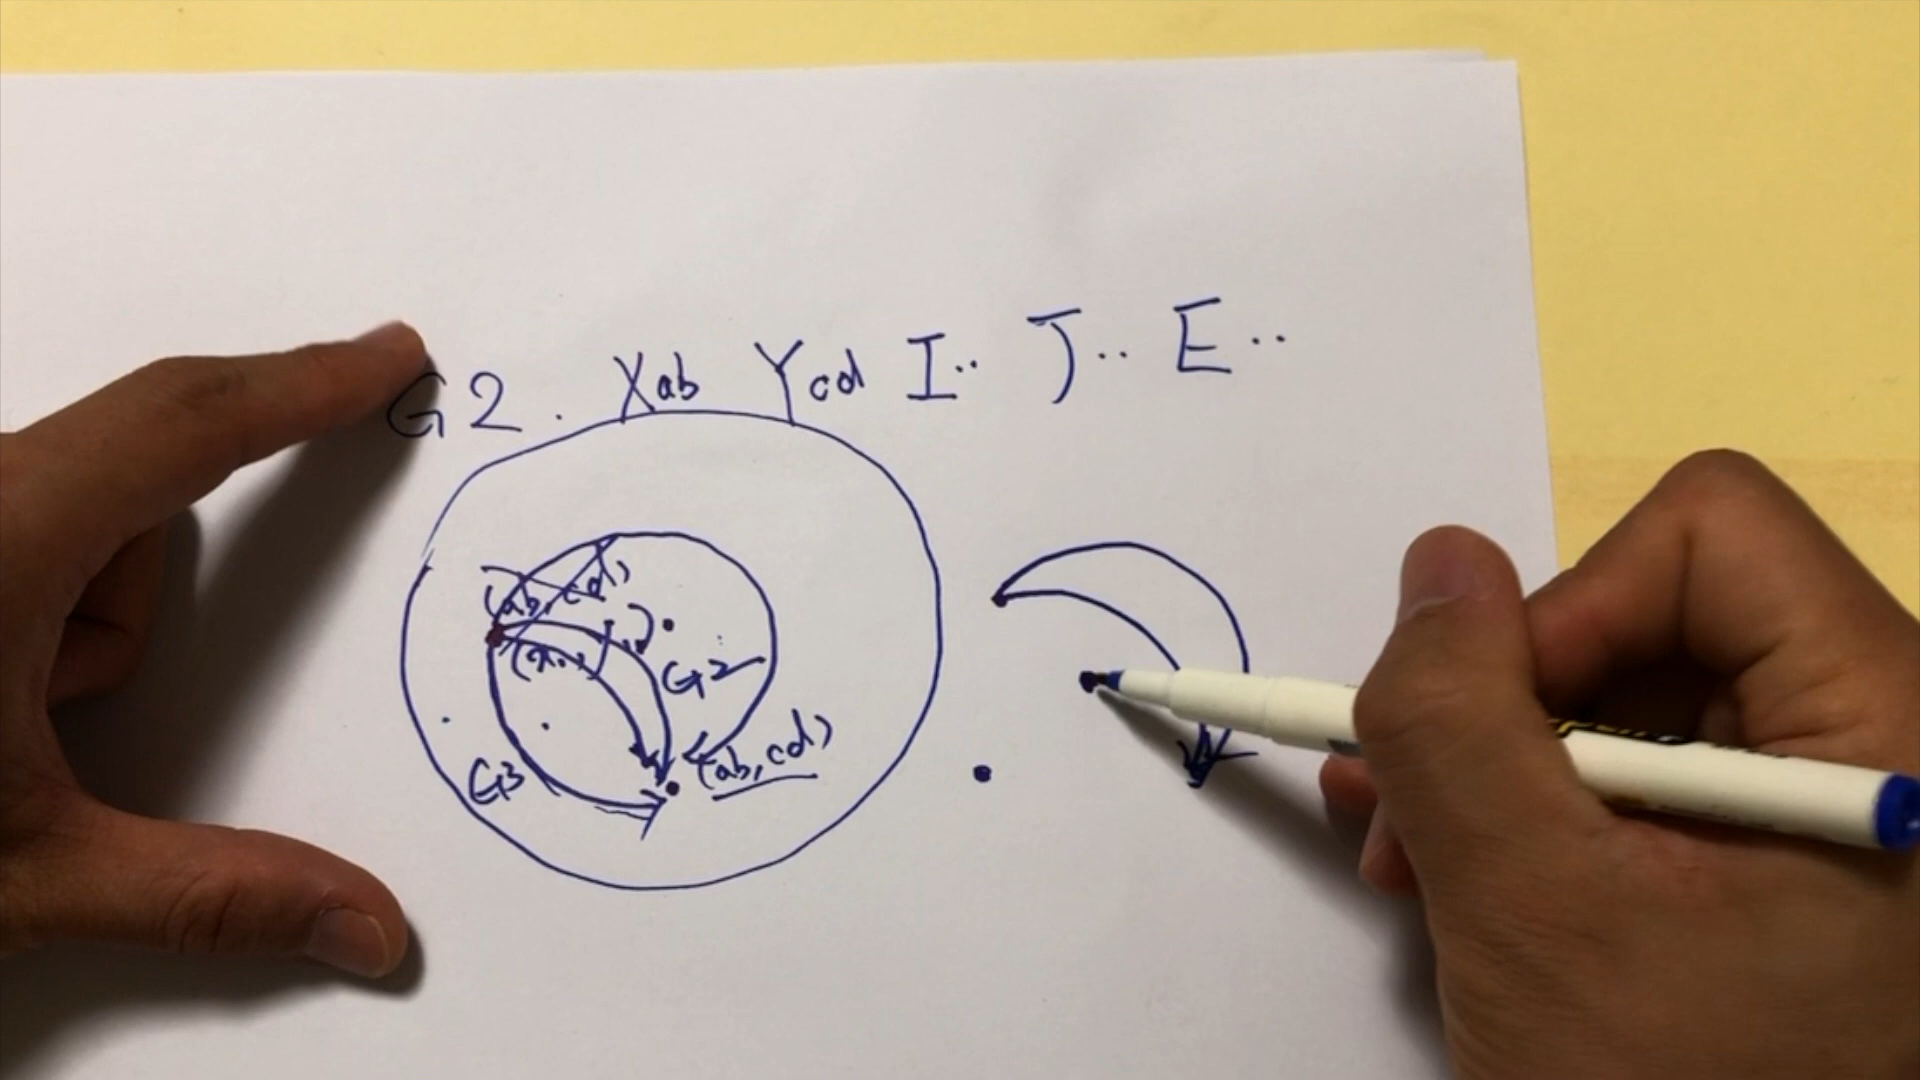 G2. Xab Ycd I.. J.. E..
(ab, cd)
G2
(ab, cd)
G3